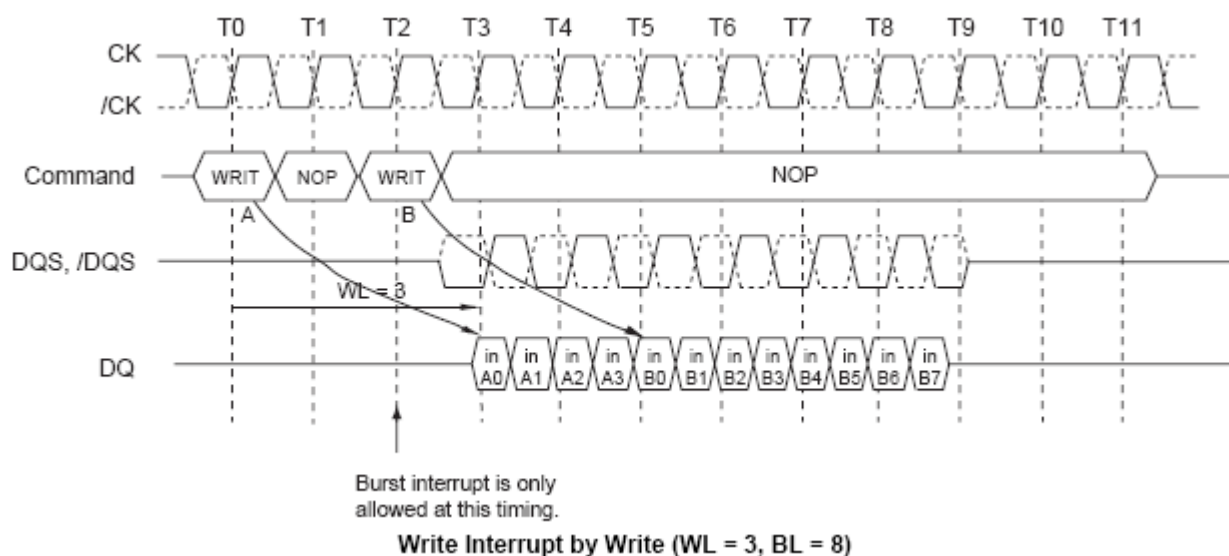 T0 T1 T2 T3 T4 T5 T6 T7 T8 T9 T10 T11
CK
/CK
Command WRIT NOP WRIT NOP
A B
DQS, /DQS
WL = 3
DQ in in in in in in in in in in in in
A0 A1 A2 A3 B0 B1 B2 B3 B4 B5 B6 B7
Burst interrupt is only
allowed at this timing.
Write Interrupt by Write (WL = 3, BL = 8)